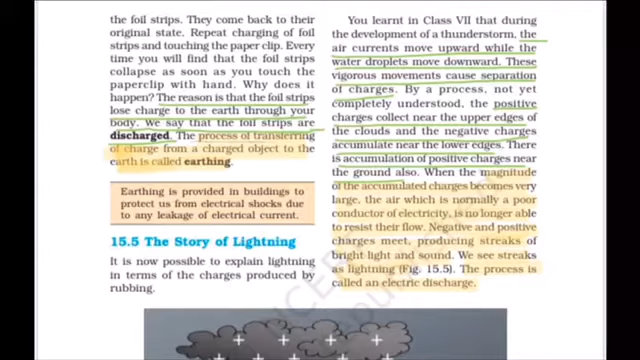 the foil strips. They come back to their
original state. Repeat charging of foil
strips and touching the paper clip. Every
time you will find that the foil strips
collapse as soon as you touch the
paperclip with hand. Why does it
happen? The reason is that the foil strips
lose charge to the earth through your
body. We say that the foil strips are
discharged. The process of transferring
of charge from a charged object to the
earth is called earthing.
Earthing is provided in buildings to
protect us from electrical shocks due
to any leakage of electrical current.
15.5 The Story of Lightning
It is now possible to explain lightning
in terms of the charges produced by
rubbing.
You learnt in Class VII that during
the development of a thunderstorm, the
air currents move upward while the
water droplets move downward. These
vigorous movements cause separation
of charges. By a process, not yet
completely understood, the positive
charges collect near the upper edges of
the clouds and the negative charges
accumulate near the lower edges. There
is accumulation of positive charges near
the ground also. When the magnitude
of the accumulated charges becomes very
large, the air which is normally a poor
conductor of electricity, is no longer able
to resist their flow. Negative and positive
charges meet, producing streaks of
bright light and sound. We see streaks
as lightning (Fig. 15.5). The process is
called an electric discharge.
+ + + +
+ + + +